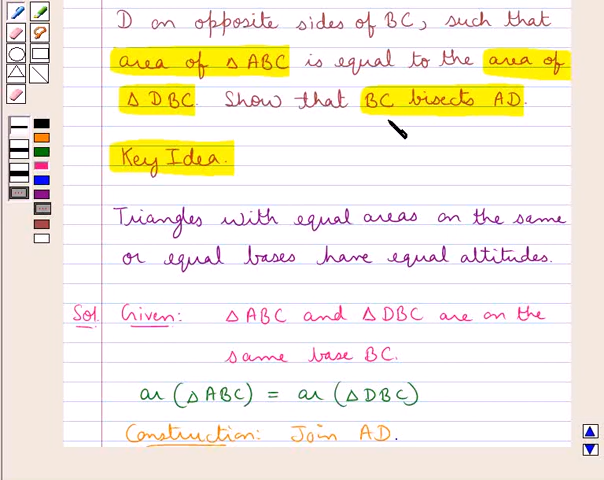 D on opposite sides of BC, such that
area of △ABC is equal to the area of
△ DBC. Show that BC bisects AD.
Key Idea.
Triangles with equal areas on the same
or equal bases have equal altitudes.
Sol. Given: △ABC and △DBC are on the
same base BC.
ar (△ABC) = ar (△DBC)
Construction: Join AD.